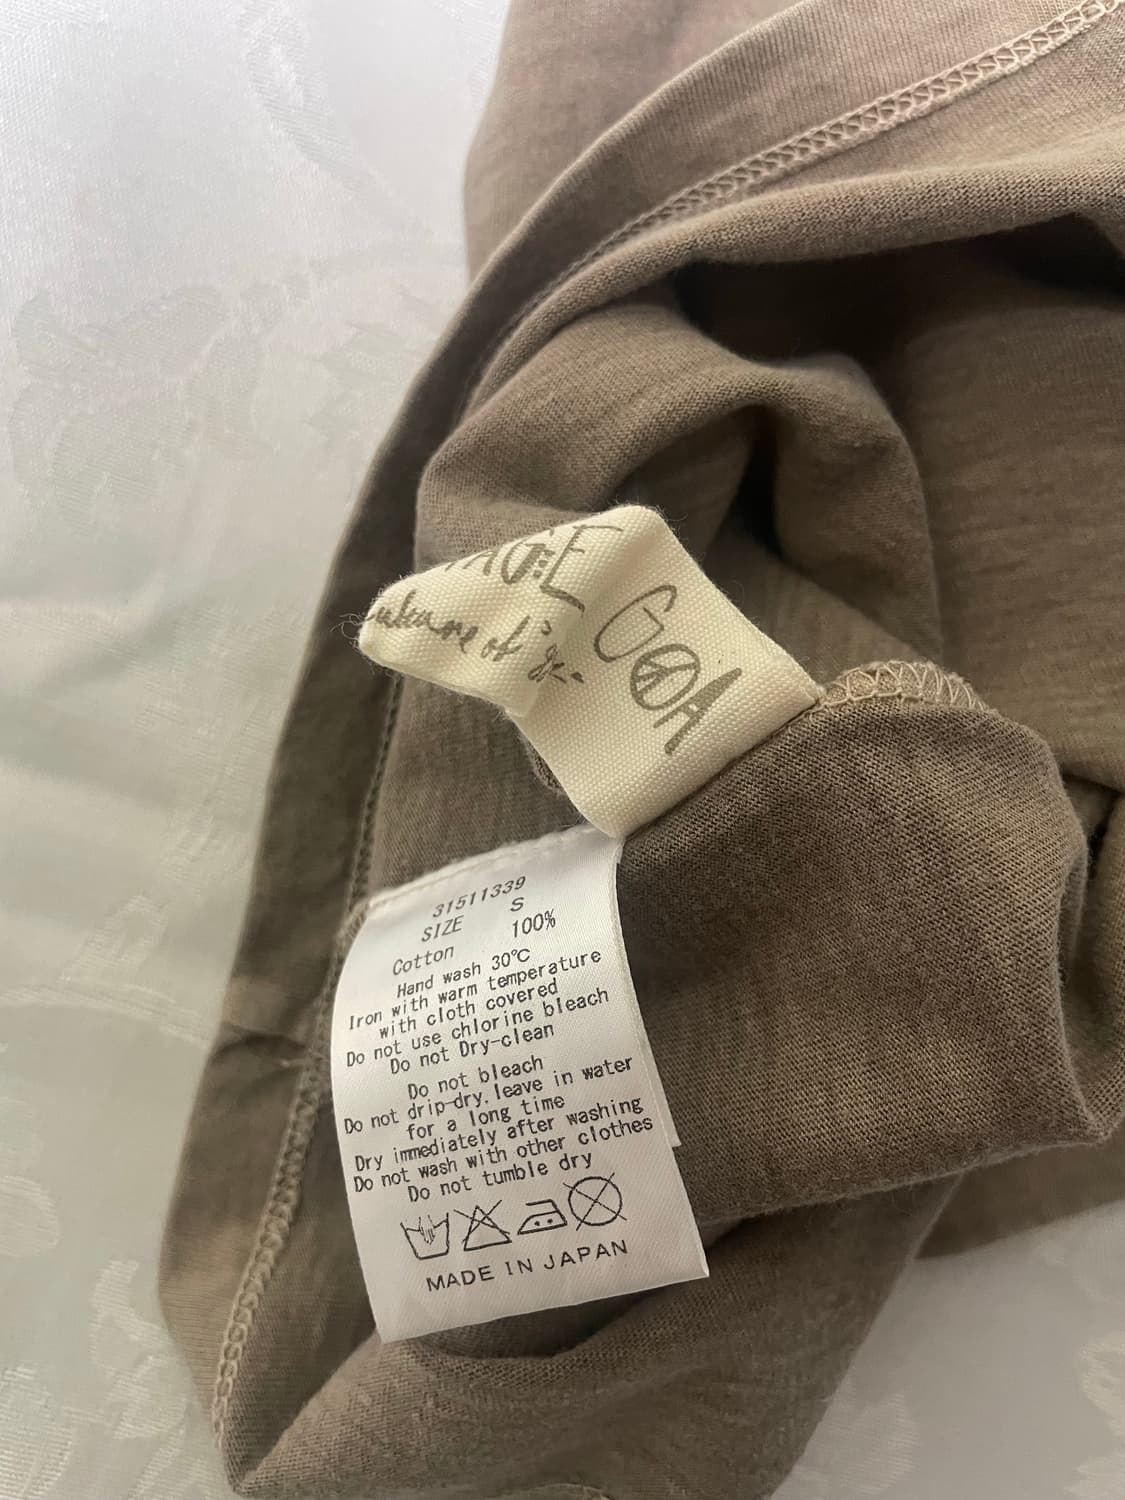 GOA
31511339
SIZE S
Cotton 100%
Hand wash 30℃
Iron with warm temperature
with cloth covered
Do not use chlorine bleach
Do not Dry-clean
Do not bleach
Do not drip-dry. leave in water
for a long time
Dry immediately after washing
Do not wash with other clothes
Do not tumble dry
MADE IN JAPAN